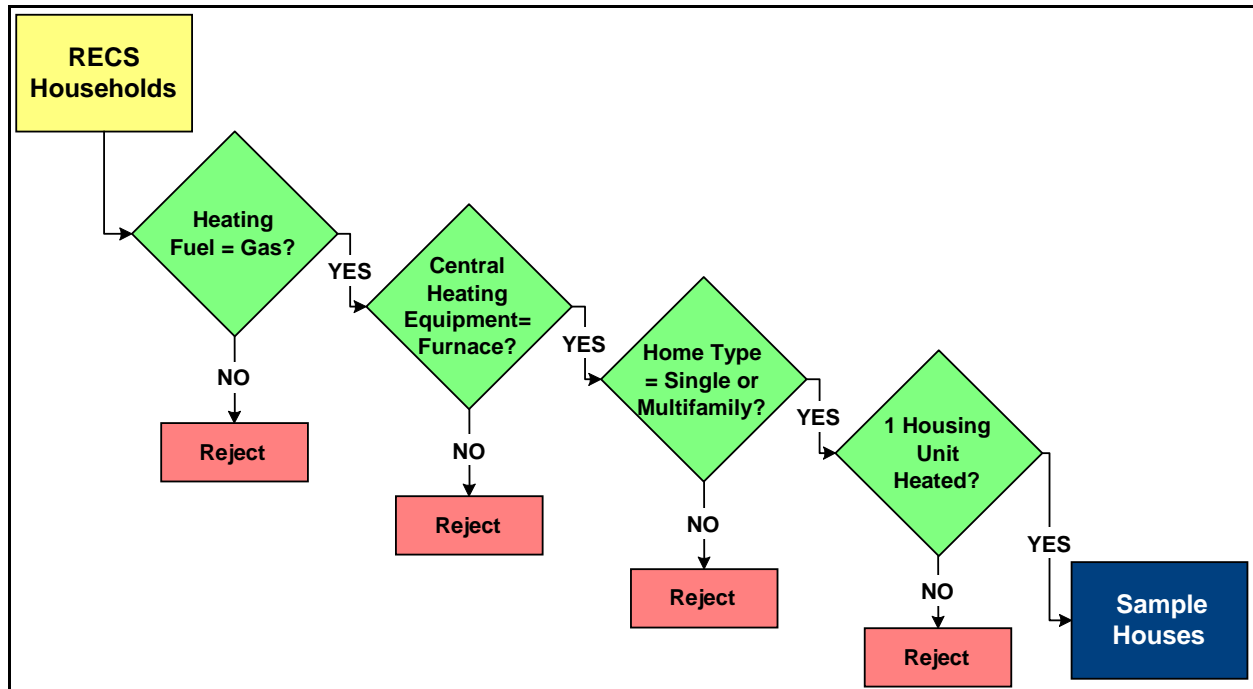 RECS
Households
Heating
Fuel = Gas?
YES
NO
Reject
Central
Heating
Equipment=
Furnace?
YES
NO
Reject
Home Type
= Single or
Multifamily?
YES
NO
Reject
1 Housing
Unit
Heated?
YES
NO
Reject
Sample
Houses